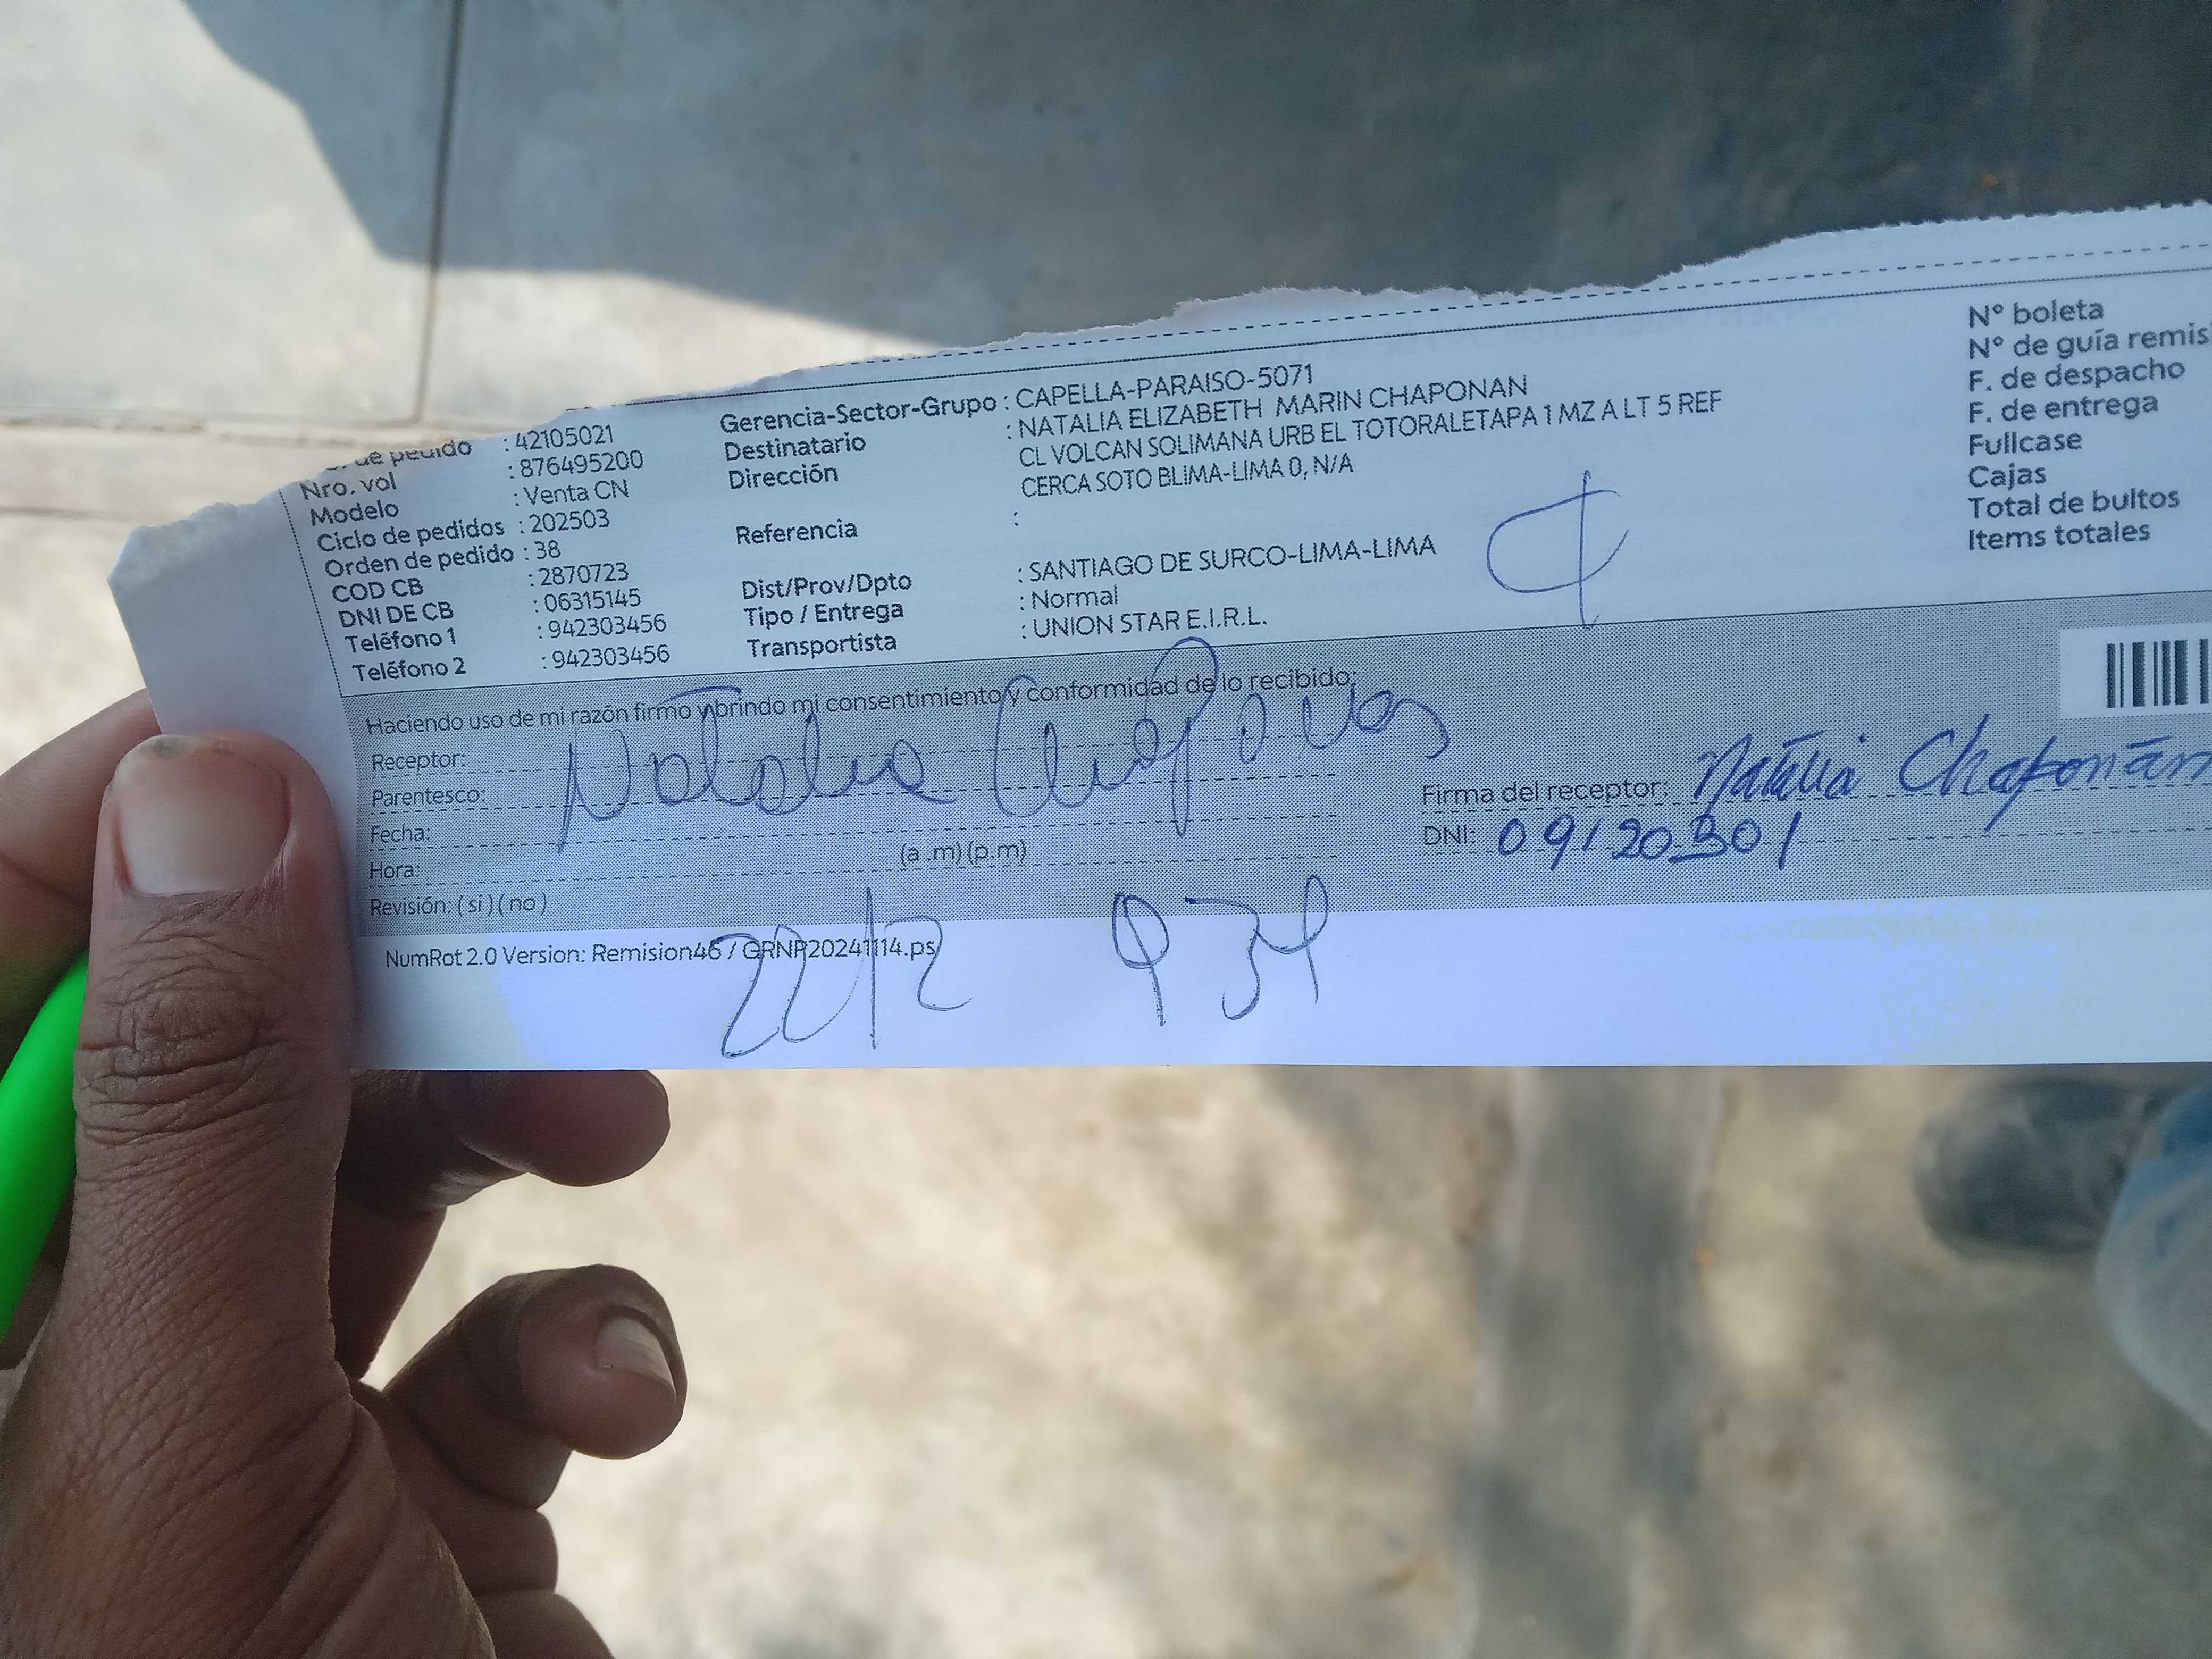 de pedido : 42105021
Nro. vol : 876495200
Modelo : Venta CN
Ciclo de pedidos : 202503
Orden de pedido : 38
COD CB : 2870723
DNI DE CB : 06315145
Teléfono 1 : 942303456
Teléfono 2 : 942303456
Gerencia-Sector-Grupo : CAPELLA-PARAISO-5071
Destinatario : NATALIA ELIZABETH MARIN CHAPONAN
Dirección : CL VOLCAN SOLIMANA URB EL TOTORALETAPA 1 MZ A LT 5 REF
CERCA SOTO BLIMA-LIMA 0, N/A
Referencia :
Dist/Prov/Dpto : SANTIAGO DE SURCO-LIMA-LIMA
Tipo / Entrega : Normal
Transportista : UNION STAR E.I.R.L.
N° boleta
N° de guía remis
F. de despacho
F. de entrega
Fullcase
Cajas
Total de bultos
Items totales
Haciendo uso de mi razón firmo y brindo mi consentimiento y conformidad de lo recibido:
Receptor: Natalia
Parentesco:
Fecha:
Hora: (a .m) (p.m)
Revisión: ( si ) ( no )
Firma del receptor: Natalia Chaponán
DNI: 09120301
NumRot 2.0 Version: Remision46 / GRNP20241114.ps
22/2 934